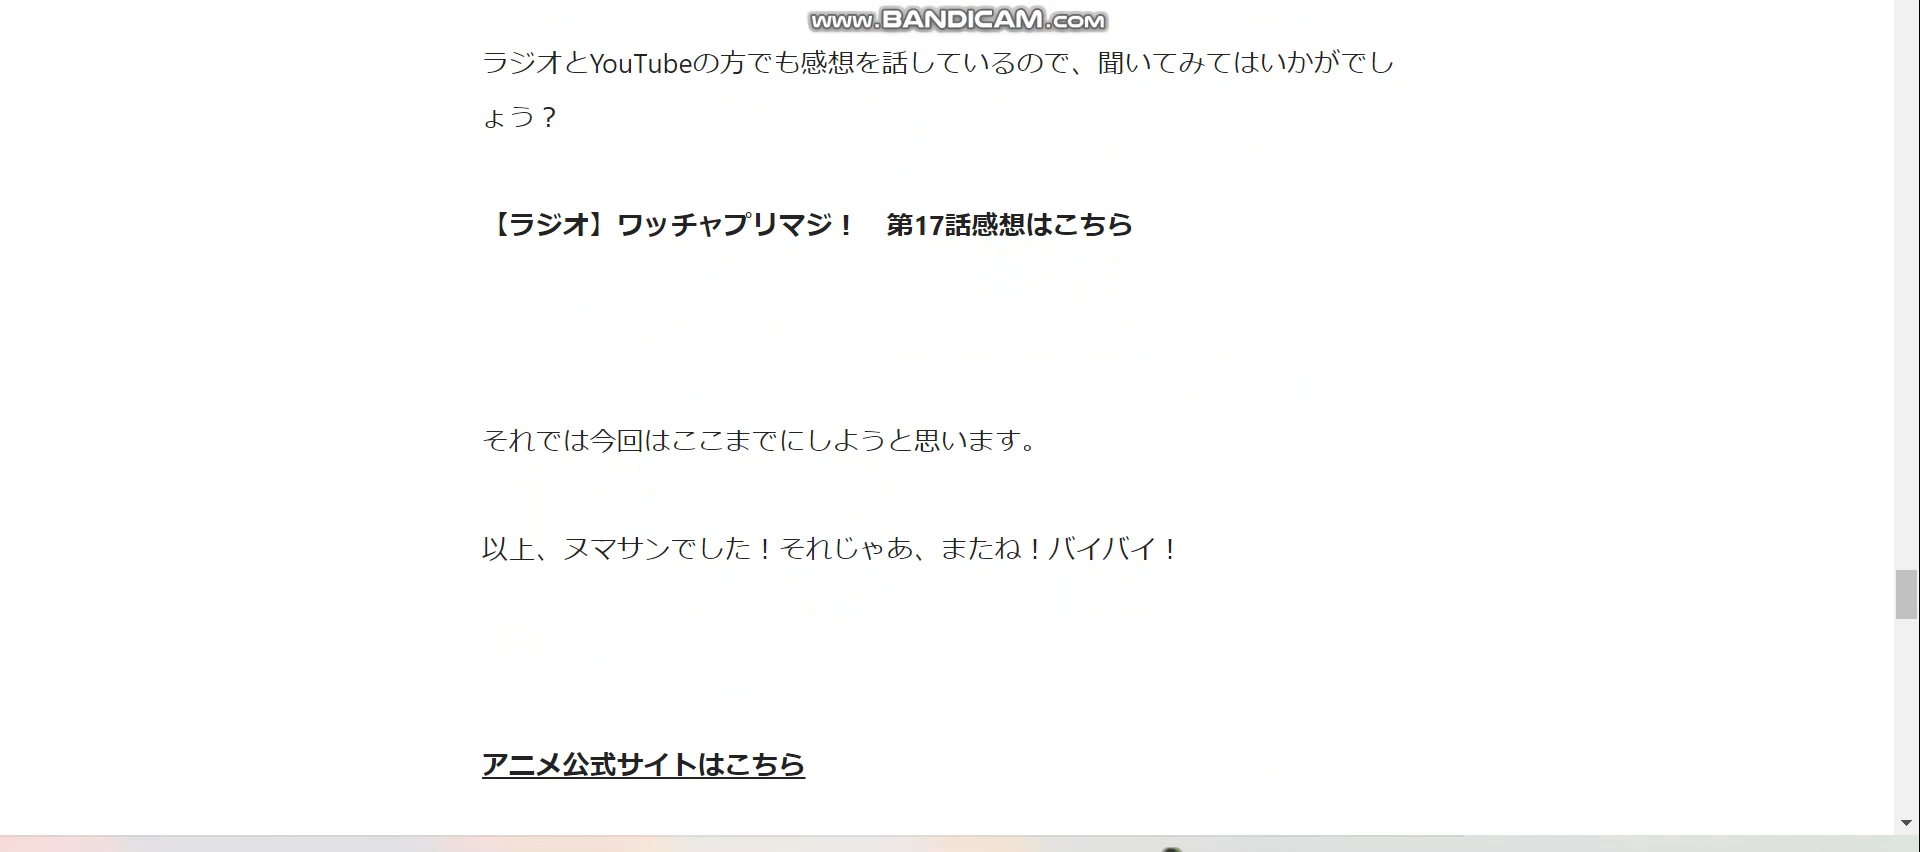 www.BANDICAM.com
ラジオとYouTubeの方でも感想を話しているので、聞いてみてはいかがでし
ょう？
【ラジオ】ワッチャプリマジ！　第17話感想はこちら
それでは今回はここまでにしようと思います。
以上、ヌマサンでした！それじゃあ、またね！バイバイ！
アニメ公式サイトはこちら